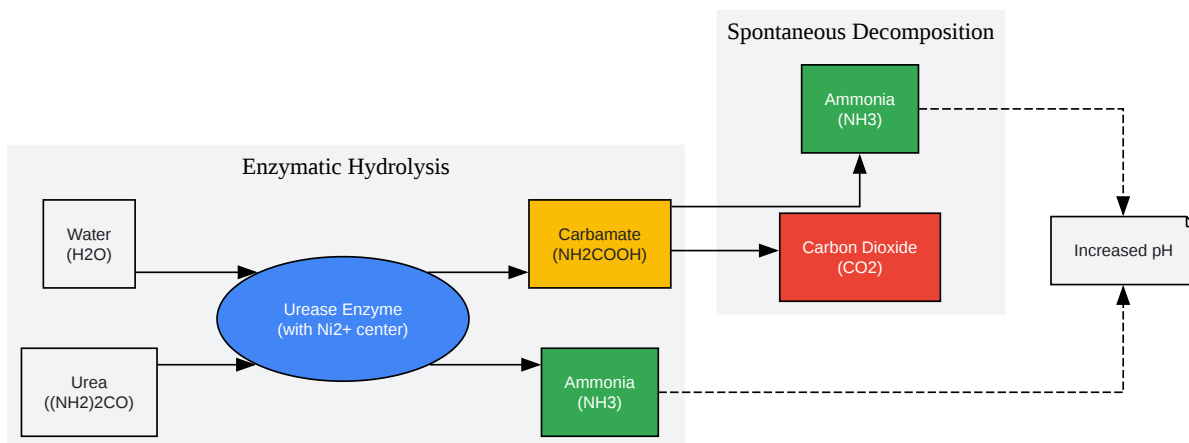 Spontaneous Decomposition
Ammonia
(NH3)
Enzymatic Hydrolysis
Water
(H2O)
Carbamate
(NH2COOH)
Carbon Dioxide
(CO2)
Increased pH
Urease Enzyme
(with Ni2+ center)
Urea
((NH2)2CO)
Ammonia
(NH3)